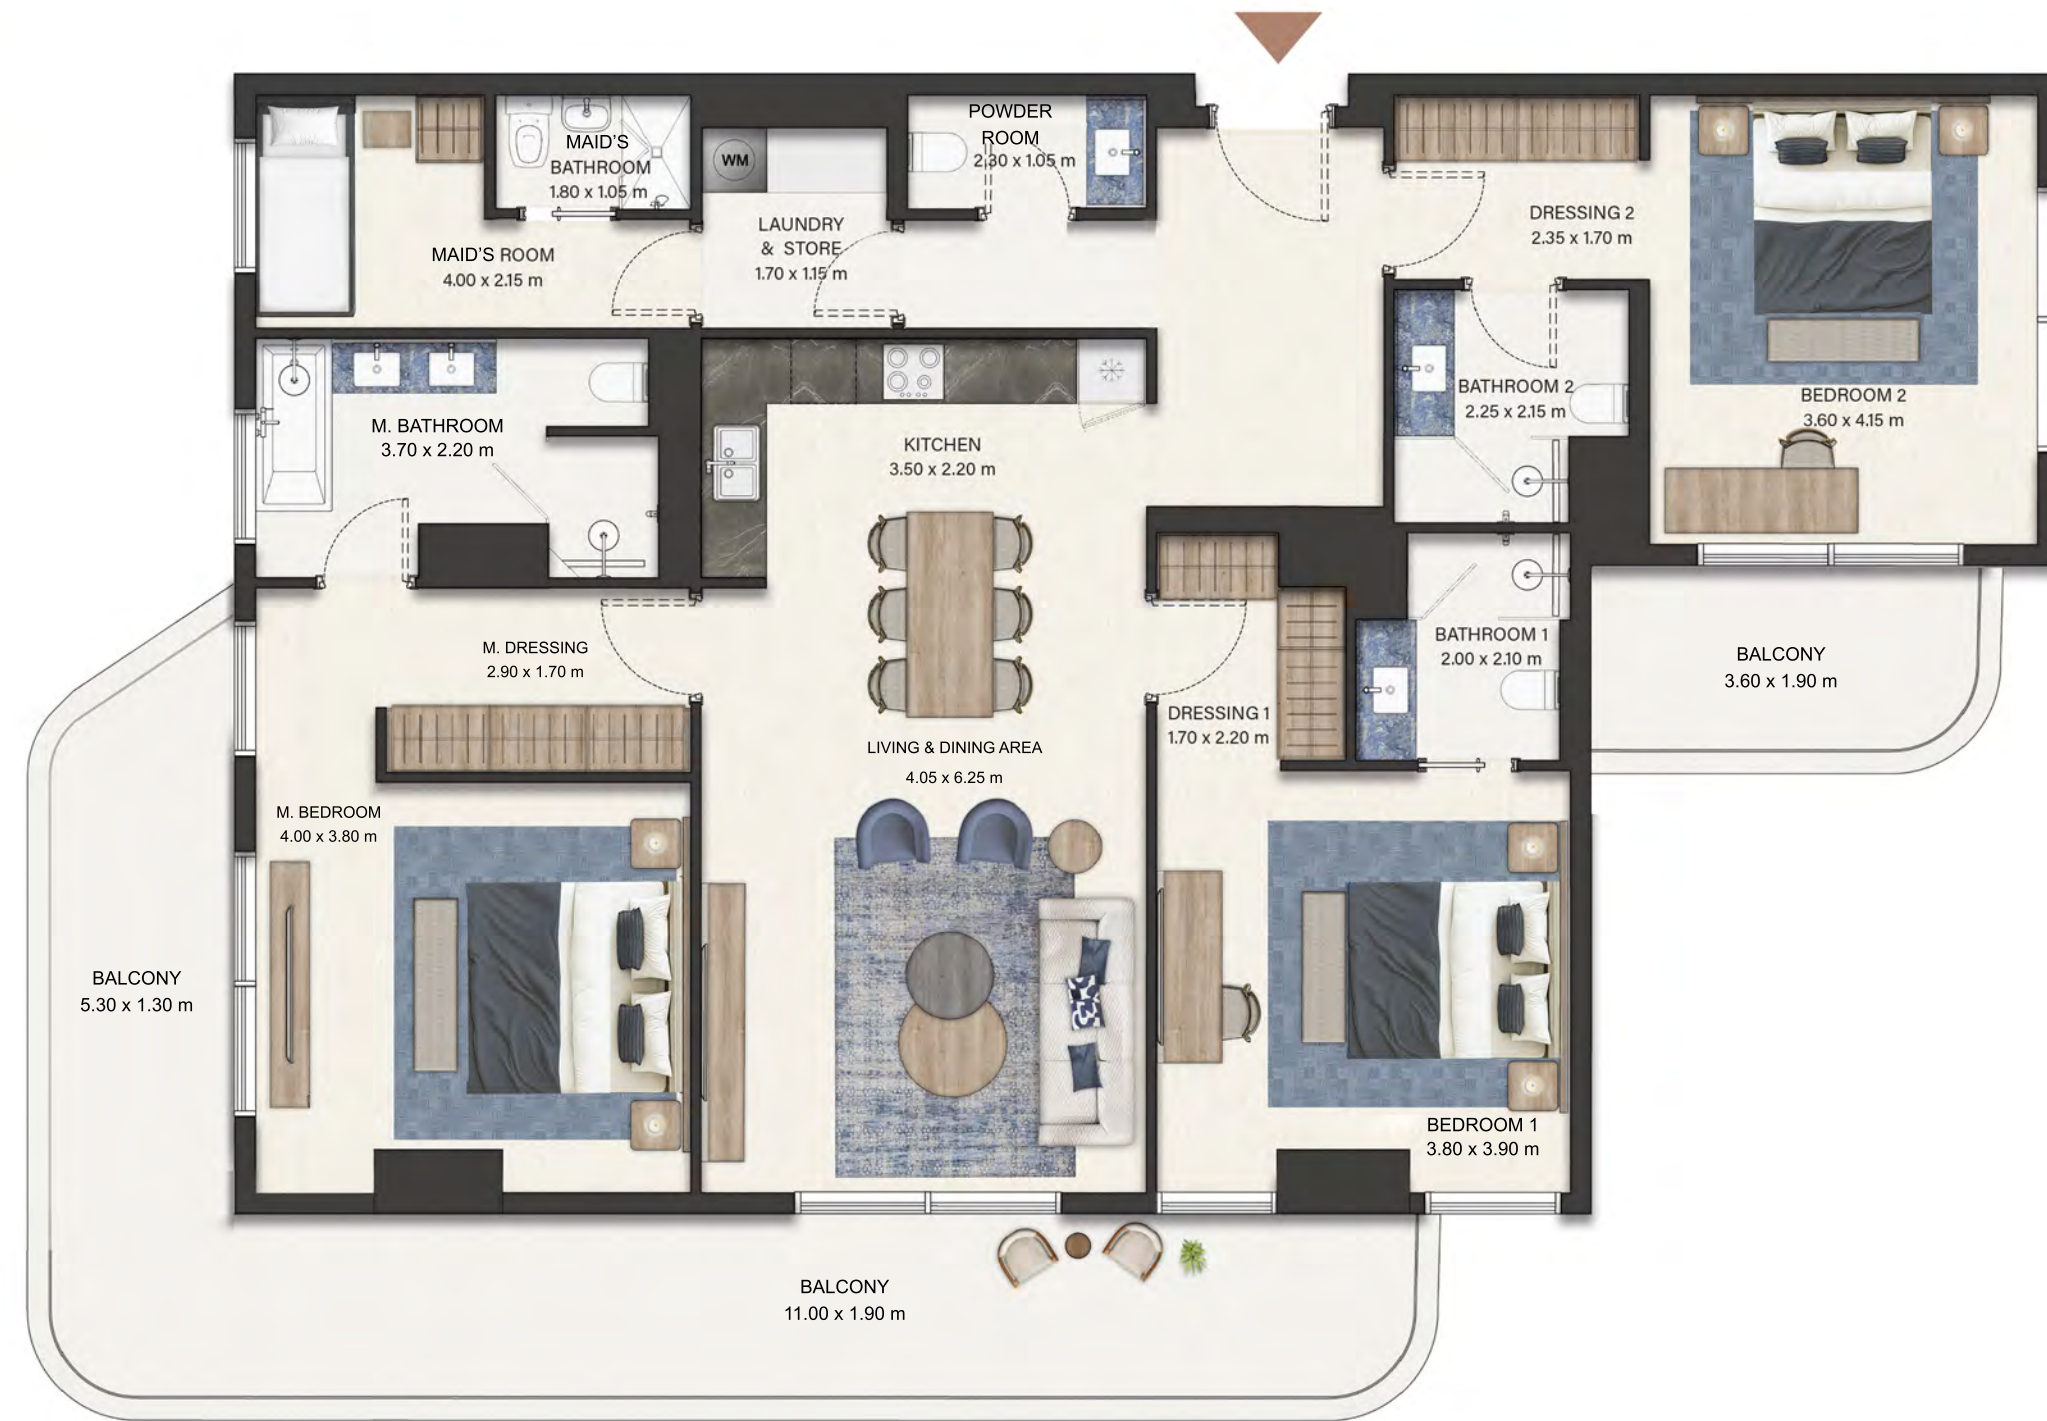 POWDER
ROOM
2.30 x 1.05 m
MAID'S
BATHROOM
1.80 x 1.05 m
WM
LAUNDRY
& STORE
1.70 x 1.15 m
MAID'S ROOM
4.00 x 2.15 m
DRESSING 2
2.35 x 1.70 m
BATHROOM 2
2.25 x 2.15 m
BEDROOM 2
3.60 x 4.15 m
M. BATHROOM
3.70 x 2.20 m
KITCHEN
3.50 x 2.20 m
M. DRESSING
2.90 x 1.70 m
BATHROOM 1
2.00 x 2.10 m
BALCONY
3.60 x 1.90 m
DRESSING 1
1.70 x 2.20 m
LIVING & DINING AREA
4.05 x 6.25 m
M. BEDROOM
4.00 x 3.80 m
BALCONY
5.30 x 1.30 m
BEDROOM 1
3.80 x 3.90 m
BALCONY
11.00 x 1.90 m